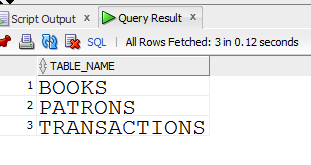 Script Output × Query Result ×
SQL | All Rows Fetched: 3 in 0.12 seconds
TABLE_NAME
1 BOOKS
2 PATRONS
3 TRANSACTIONS